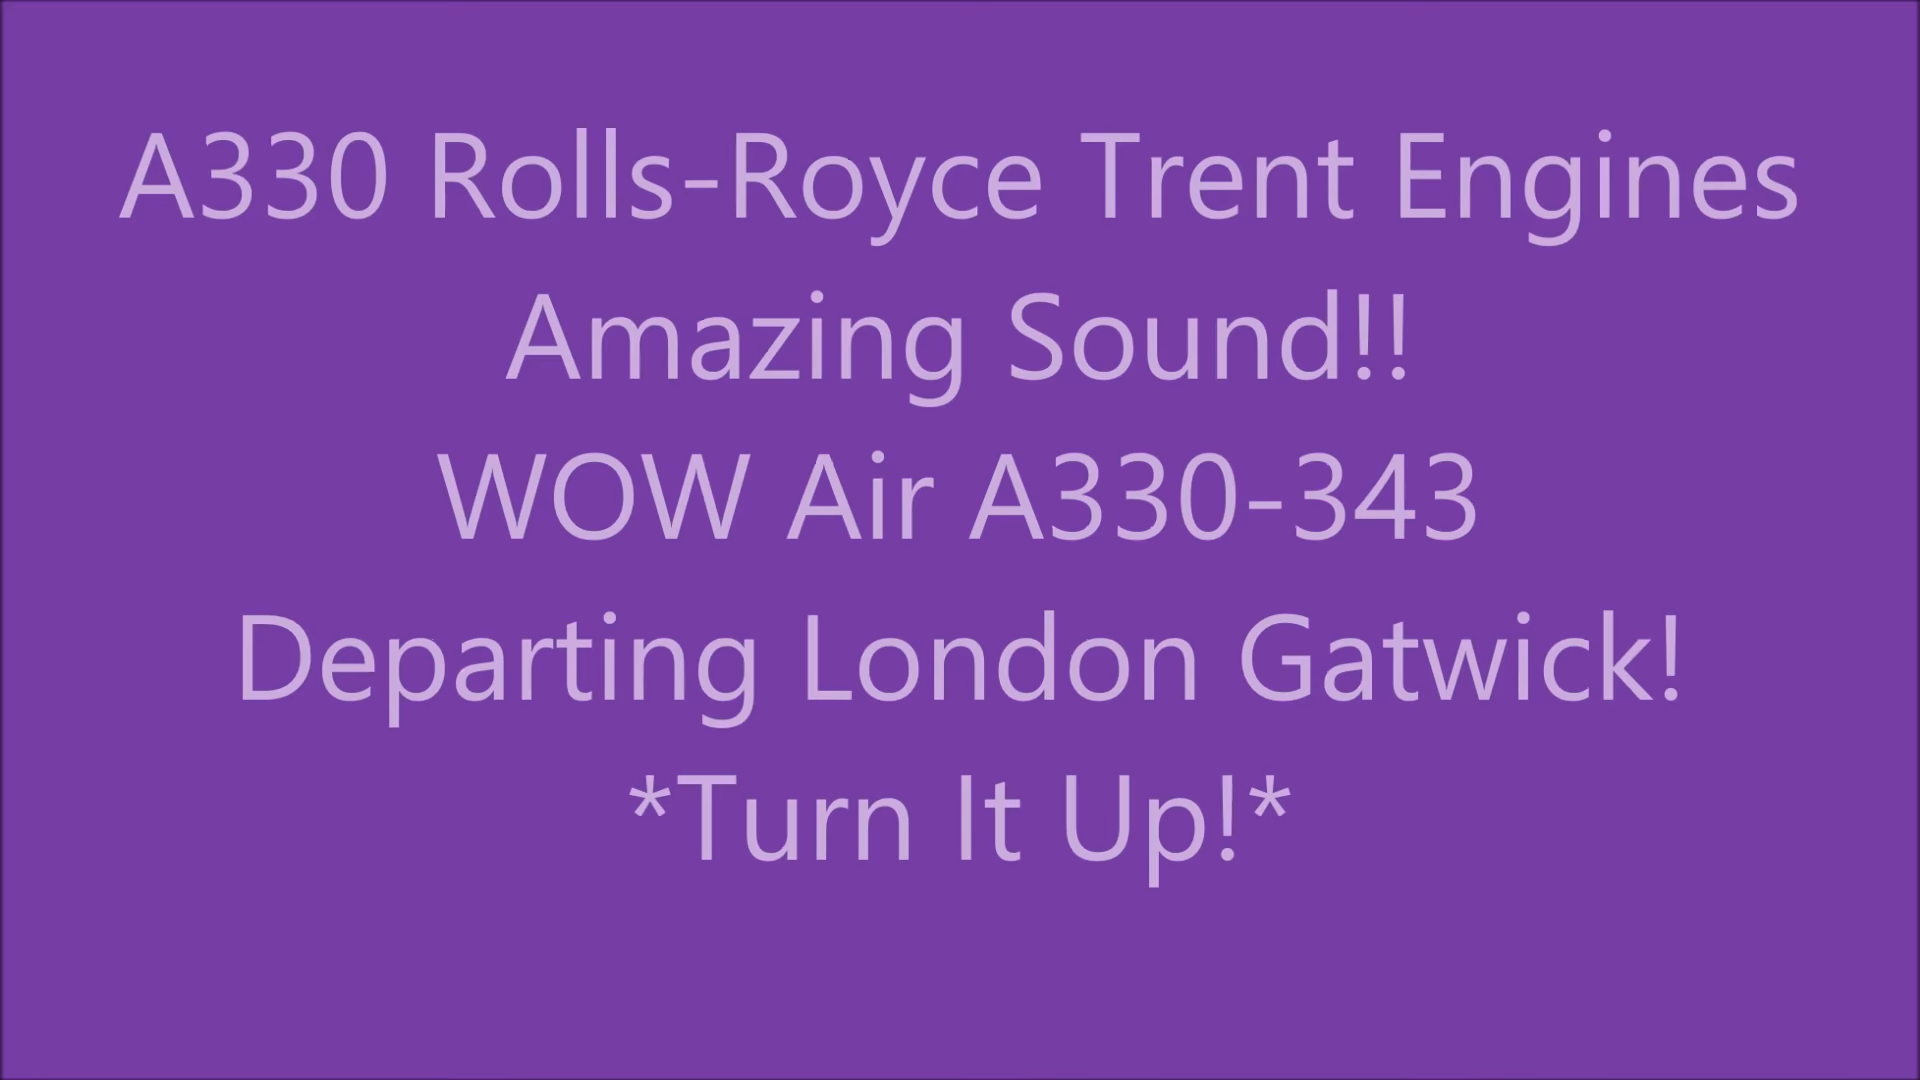 A330 Rolls-Royce Trent Engines
Amazing Sound!!
WOW Air A330-343
Departing London Gatwick!
*Turn It Up!*